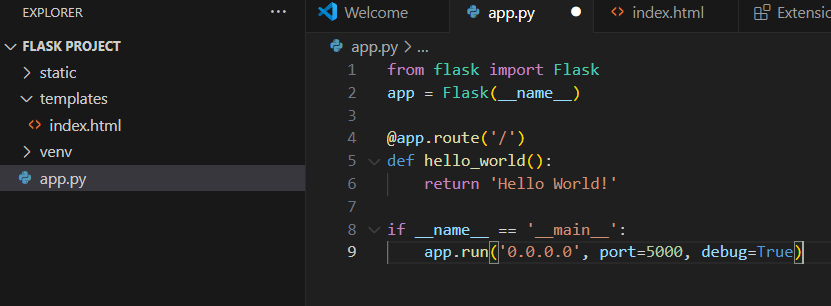 EXPLORER
...
FLASK PROJECT
static
templates
<> index.html
venv
app.py
Welcome
app.py
<> index.html
Extensio
app.py > ...
1 from flask import Flask
2 app = Flask(__name__)
3
4 @app.route('/')
5 def hello_world():
6     return 'Hello World!'
7
8 if __name__ == '__main__':
9     app.run('0.0.0.0', port=5000, debug=True)